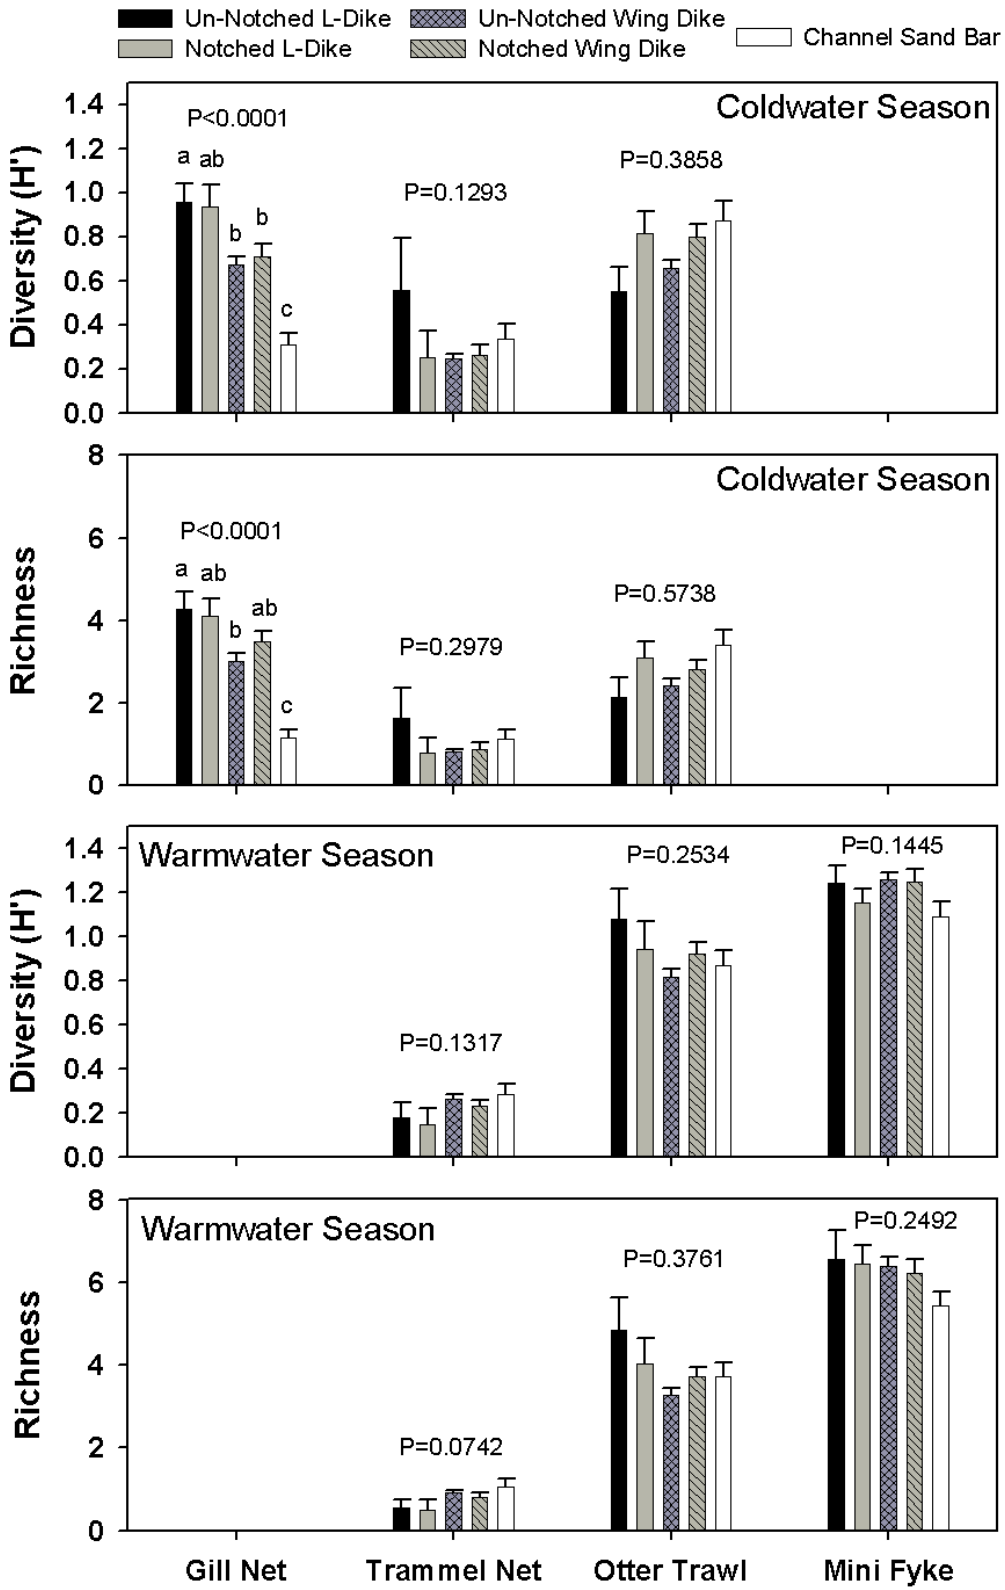 Un-Notched L-Dike Un-Notched Wing Dike Channel Sand Bar
Notched L-Dike Notched Wing Dike
Coldwater Season
Diversity (H')
1.4
1.2
1.0
0.8
0.6
0.4
0.2
0.0
P<0.0001
a ab b b c
P=0.1293
P=0.3858
Coldwater Season
Richness
8
6
4
2
0
P<0.0001
a ab b ab c
P=0.2979
P=0.5738
Warmwater Season
Diversity (H')
1.4
1.2
1.0
0.8
0.6
0.4
0.2
0.0
P=0.1317
P=0.2534
P=0.1445
Warmwater Season
Richness
8
6
4
2
0
P=0.0742
P=0.3761
P=0.2492
Gill Net Trammel Net Otter Trawl Mini Fyke